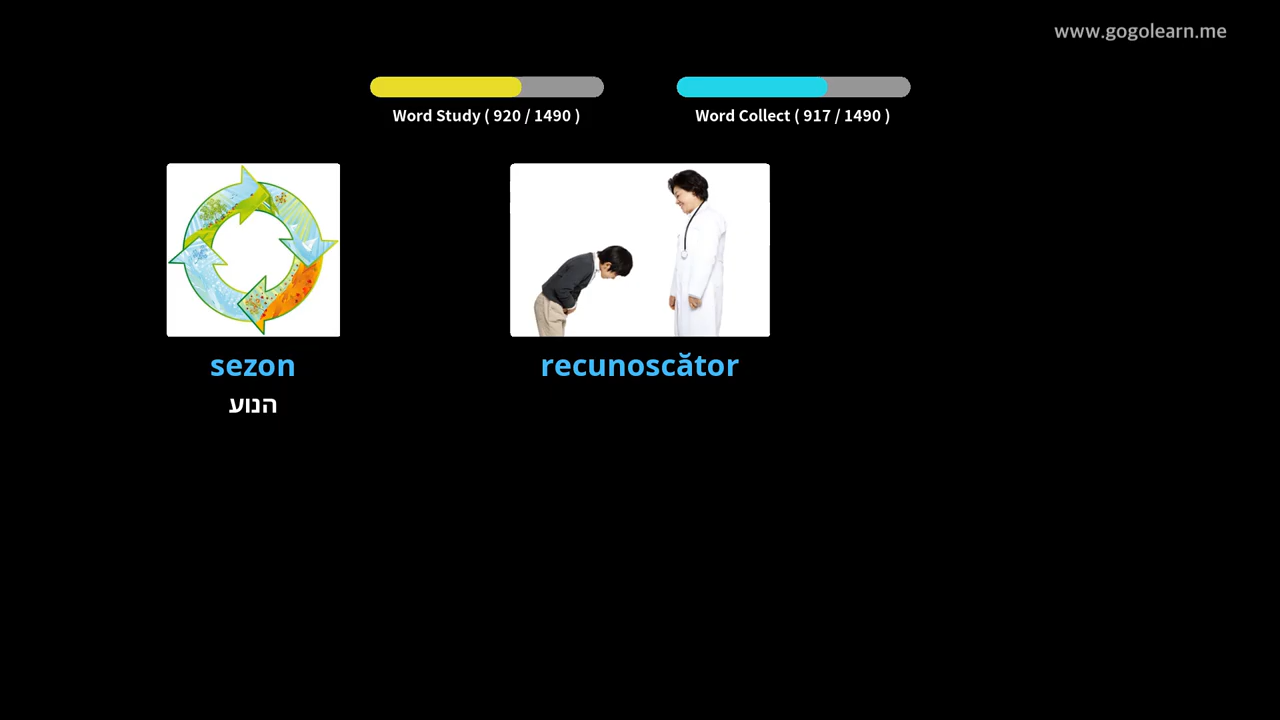 www.gogolearn.me
Word Study ( 920 / 1490 )
Word Collect ( 917 / 1490 )
sezon
הנוע
recunoscător